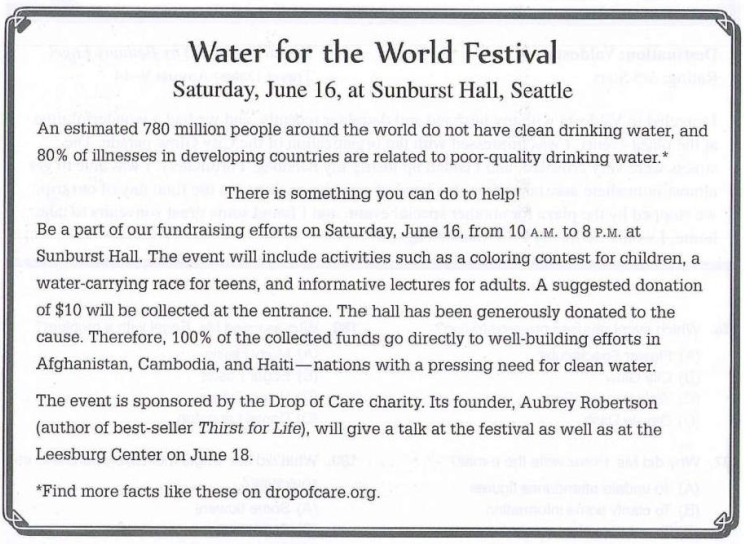 Water for the World Festival
Saturday, June 16, at Sunburst Hall, Seattle
An estimated 780 million people around the world do not have clean drinking water, and
80% of illnesses in developing countries are related to poor-quality drinking water.*
There is something you can do to help!
Be a part of our fundraising efforts on Saturday, June 16, from 10 A.M. to 8 P.M. at
Sunburst Hall. The event will include activities such as a coloring contest for children, a
water-carrying race for teens, and informative lectures for adults. A suggested donation
of $10 will be collected at the entrance. The hall has been generously donated to the
cause. Therefore, 100% of the collected funds go directly to well-building efforts in
Afghanistan, Cambodia, and Haiti—nations with a pressing need for clean water.
The event is sponsored by the Drop of Care charity. Its founder, Aubrey Robertson
(author of best-seller Thirst for Life), will give a talk at the festival as well as at the
Leesburg Center on June 18.
*Find more facts like these on dropofcare.org.